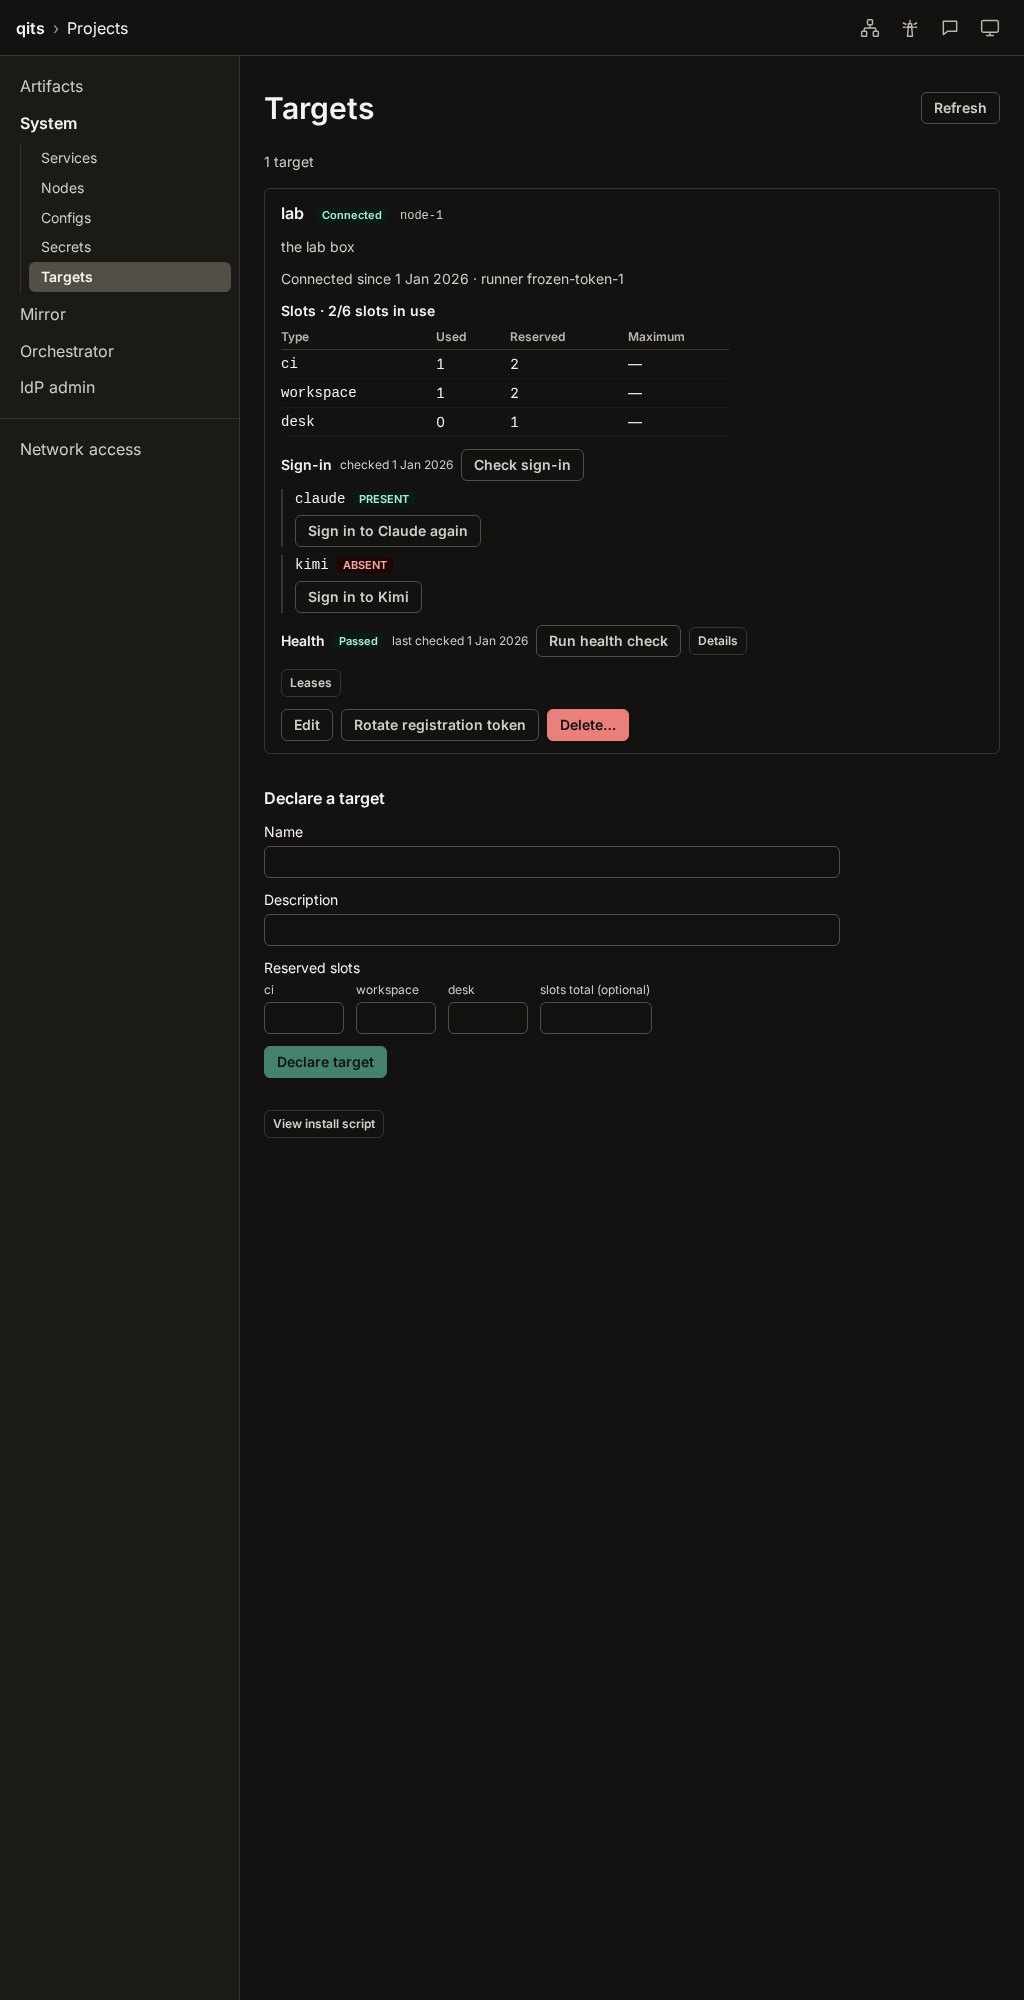 qits › Projects
Artifacts
System
Services
Nodes
Configs
Secrets
Targets
Mirror
Orchestrator
IdP admin
Network access
Targets
Refresh
1 target
lab Connected node-1
the lab box
Connected since 1 Jan 2026 · runner frozen-token-1
Slots · 2/6 slots in use
Type Used Reserved Maximum
ci 1 2 —
workspace 1 2 —
desk 0 1 —
Sign-in checked 1 Jan 2026 Check sign-in
claude PRESENT
Sign in to Claude again
kimi ABSENT
Sign in to Kimi
Health Passed last checked 1 Jan 2026 Run health check Details
Leases
Edit Rotate registration token Delete...
Declare a target
Name
Description
Reserved slots
ci workspace desk slots total (optional)
Declare target
View install script